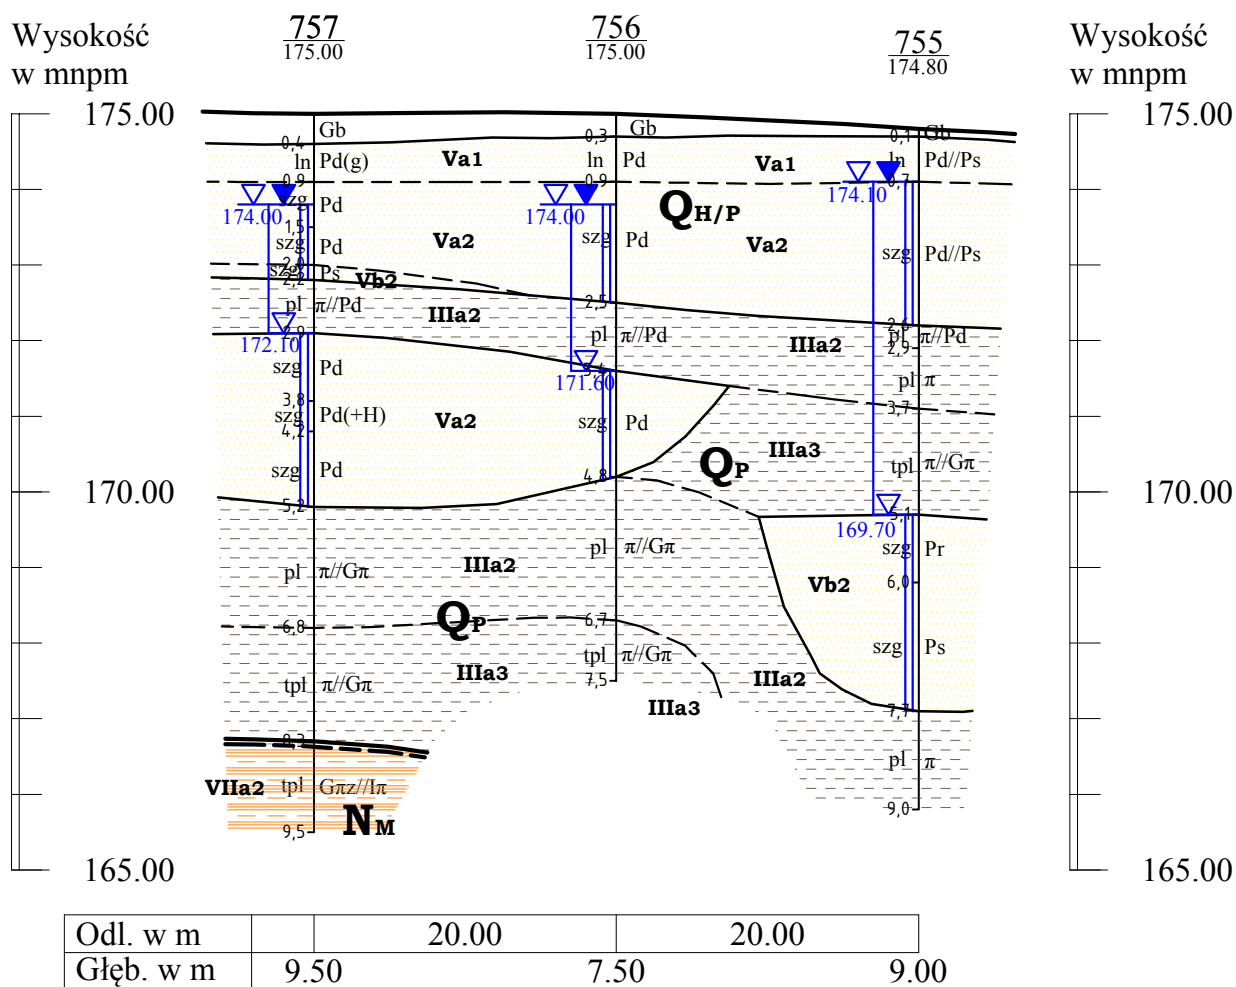 Wysokość
w mnpm
757
175.00
756
175.00
755
174.80
Wysokość
w mnpm
175.00
175.00
Gb
Gb
Gb
0,4
0,3
0,1
ln Pd(g)
Va1
ln Pd
Va1
ln Pd//Ps
0,9
0,9
0,7
174.00
174.00
174.10
szg Pd
QH/P
1,5
szg Pd
Va2
szg Pd
Va2
szg Pd//Ps
2,0
szg Ps
Vb2
2,2
2,5
2,6
pl π//Pd
IIIa2
pl π//Pd
IIIa2
pl π//Pd
2,9
2,9
172.10
3,4
171.60
szg Pd
pl π
3,8
3,7
szg Pd(+H)
Va2
szg Pd
4,2
IIIa3
szg Pd
QP
tpl π//Gπ
4,8
170.00
170.00
5,2
5,1
169.70
pl π//Gπ
szg Pr
pl π//Gπ
IIIa2
Vb2
6,0
QP
6,8
6,7
tpl π//Gπ
szg Ps
tpl π//Gπ
IIIa3
7,5
IIIa2
IIIa3
7,7
8,3
pl π
VIIa2
tpl Gπz//Iπ
NM
9,0
9,5
165.00
165.00
Odl. w m 20.00 20.00
Głęb. w m 9.50 7.50 9.00